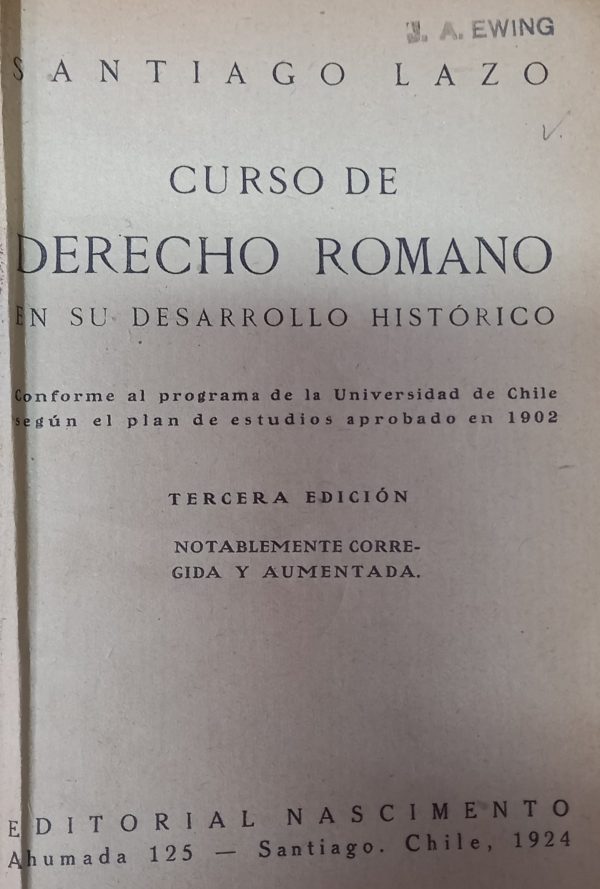 J. A. EWING
SANTIAGO LAZO
CURSO DE
DERECHO ROMANO
EN SU DESARROLLO HISTÓRICO
Conforme al programa de la Universidad de Chile
según el plan de estudios aprobado en 1902
TERCERA EDICIÓN
NOTABLEMENTE CORRE-
GIDA Y AUMENTADA.
EDITORIAL NASCIMENTO
Ahumada 125 — Santiago. Chile, 1924